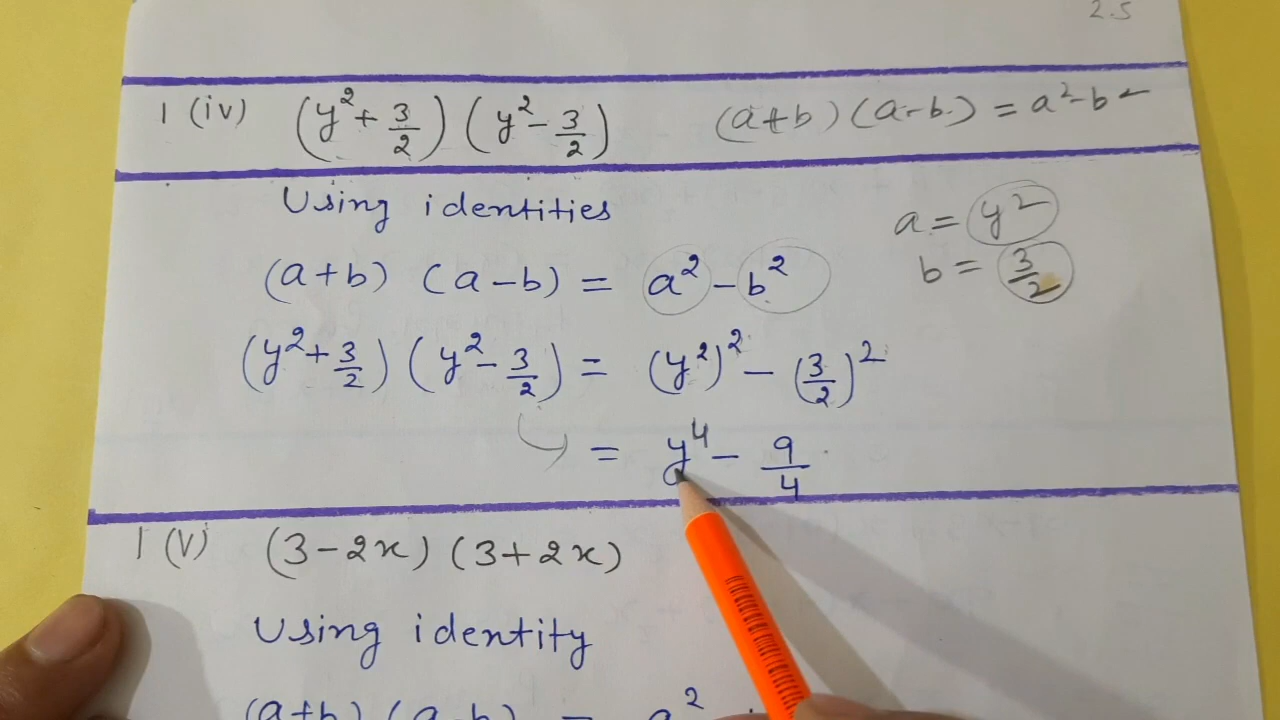 2.5
1 (iv) (y² + 3/2) (y² - 3/2) (a+b) (a-b) = a² - b²
Using identities
a = y²
b = 3/2
(a+b) (a-b) = a² - b²
(y² + 3/2) (y² - 3/2) = (y²)² - (3/2)²
= y⁴ - 9/4
1 (v) (3-2x) (3+2x)
Using identity
(a+b) (a-b) = a²